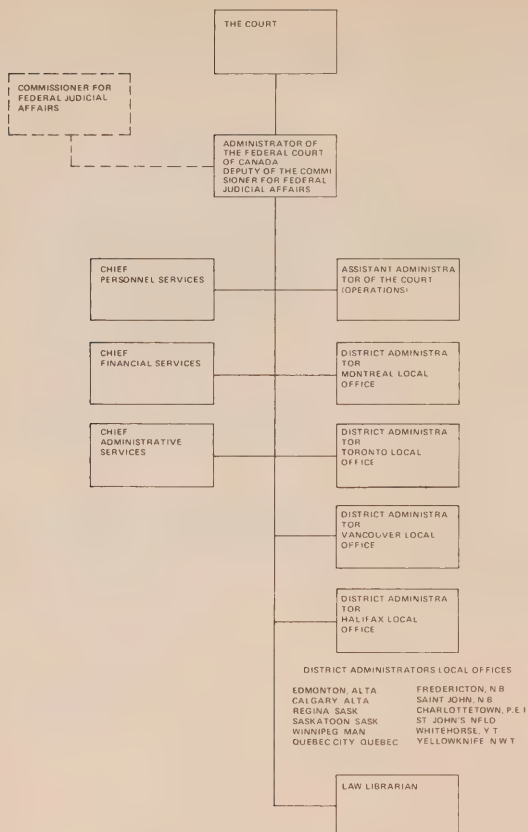 THE COURT
COMMISSIONER FOR
FEDERAL JUDICIAL
AFFAIRS
ADMINISTRATOR OF
THE FEDERAL COURT
OF CANADA
DEPUTY OF THE COMMI
SIONER FOR FEDERAL
JUDICIAL AFFAIRS
CHIEF
PERSONNEL SERVICES
ASSISTANT ADMINISTRA
TOR OF THE COURT
(OPERATIONS)
CHIEF
FINANCIAL SERVICES
DISTRICT ADMINISTRA
TOR
MONTREAL LOCAL
OFFICE
CHIEF
ADMINISTRATIVE
SERVICES
DISTRICT ADMINISTRA
TOR
TORONTO LOCAL
OFFICE
DISTRICT ADMINISTRA
TOR
VANCOUVER LOCAL
OFFICE
DISTRICT ADMINISTRA
TOR
HALIFAX LOCAL
OFFICE
DISTRICT ADMINISTRATORS LOCAL OFFICES
EDMONTON, ALTA
CALGARY ALTA
REGINA SASK
SASKATOON SASK
WINNIPEG MAN
QUEBEC CITY QUEBEC
FREDERICTON, N B
SAINT JOHN, N B
CHARLOTTETOWN, P.E I
ST JOHN'S NFLD
WHITEHORSE, Y T
YELLOWKNIFE N W T
LAW LIBRARIAN